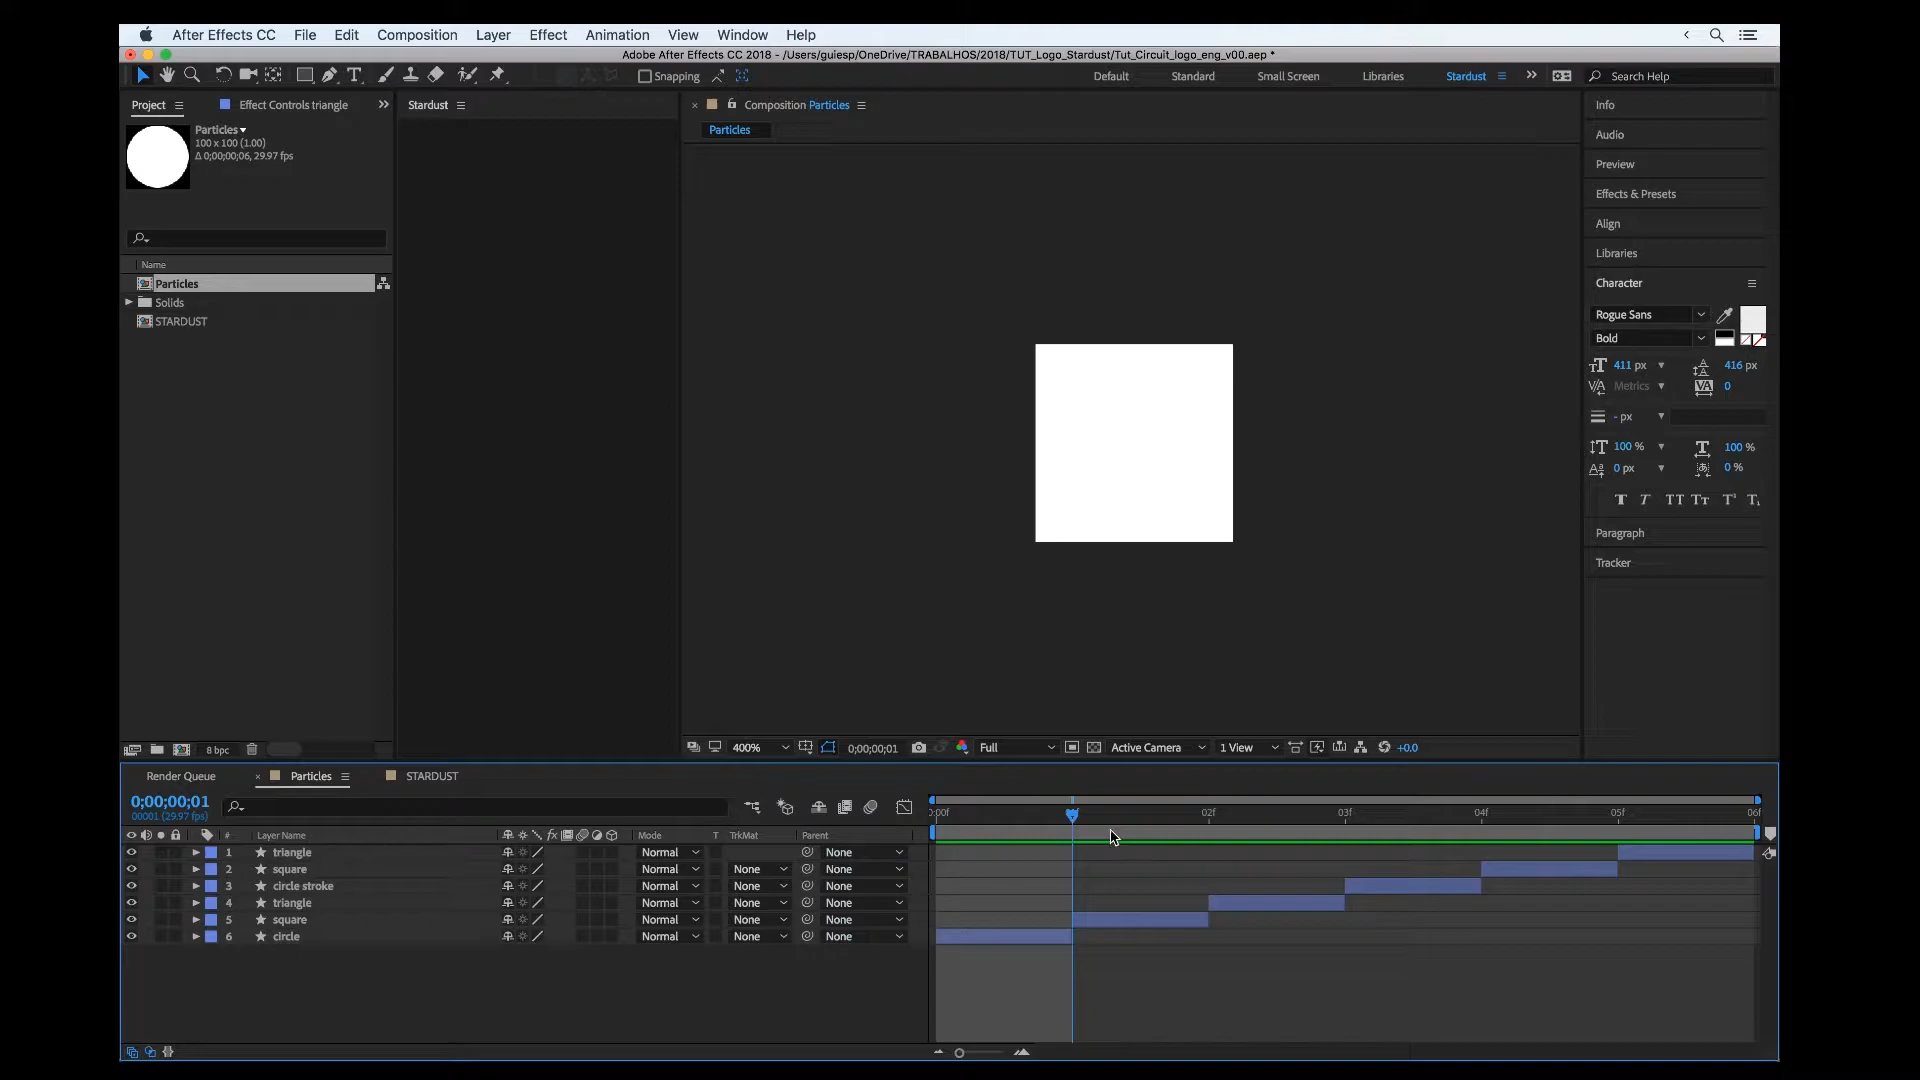 After Effects CC File Edit Composition Layer Effect Animation View Window Help
Adobe After Effects CC 2018 - /Users/guiesp/OneDrive/TRABALHOS/2018/TUT_Logo_Stardust/Tut_Circuit_logo_eng_v00.aep *
Snapping Default Standard Small Screen Libraries Stardust Search Help
Project Effect Controls triangle Stardust Composition Particles
Particles
100 x 100 (1.00)
Δ 0;00;00;06, 29.97 fps
Particles
Name
Particles
Solids
STARDUST
8 bpc
400% 0;00;00;01 Full Active Camera 1 View +0.0
Info
Audio
Preview
Effects & Presets
Align
Libraries
Character
Rogue Sans
Bold
411 px 416 px
Metrics 0
- px
100 % 100 %
0 px 0 %
T T TT Tt T T
Paragraph
Tracker
Render Queue Particles STARDUST
0;00;00;01
00001 (29.97 fps)
# Layer Name fx Mode T TrkMat Parent
1 triangle Normal None
2 square Normal None None
3 circle stroke Normal None None
4 triangle Normal None None
5 square Normal None None
6 circle Normal None None
02f 03f 04f 05f